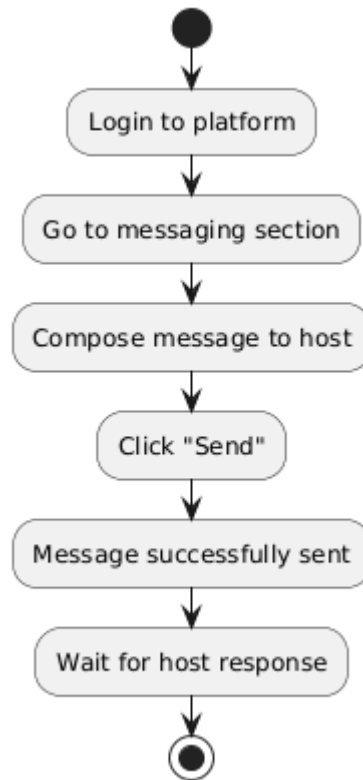 Login to platform
Go to messaging section
Compose message to host
Click "Send"
Message successfully sent
Wait for host response